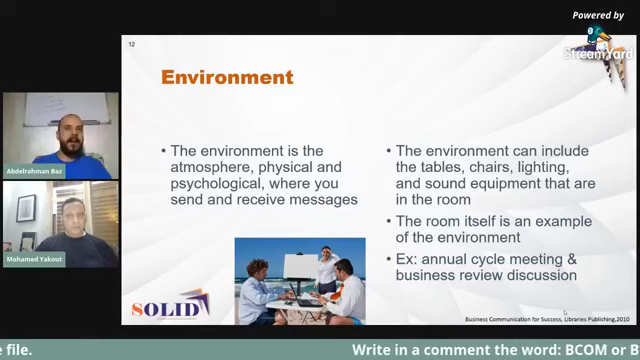 Powered by
StreamYard
12
Environment
• The environment is the
atmosphere, physical and
psychological, where you
send and receive messages
• The environment can include
the tables, chairs, lighting,
and sound equipment that are
in the room
• The room itself is an example
of the environment
• Ex: annual cycle meeting &
business review discussion
Abdelrahman Baz
Mohamed Yakout
SOLID
Business Communication for Success, Libraries Publishing,2010
e file.
Write in a comment the word: BCOM or B